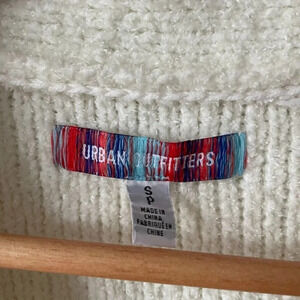 URBAN OUTFITTERS
S
P
MADE IN
CHINA
FABRIQUÉ EN
CHINE